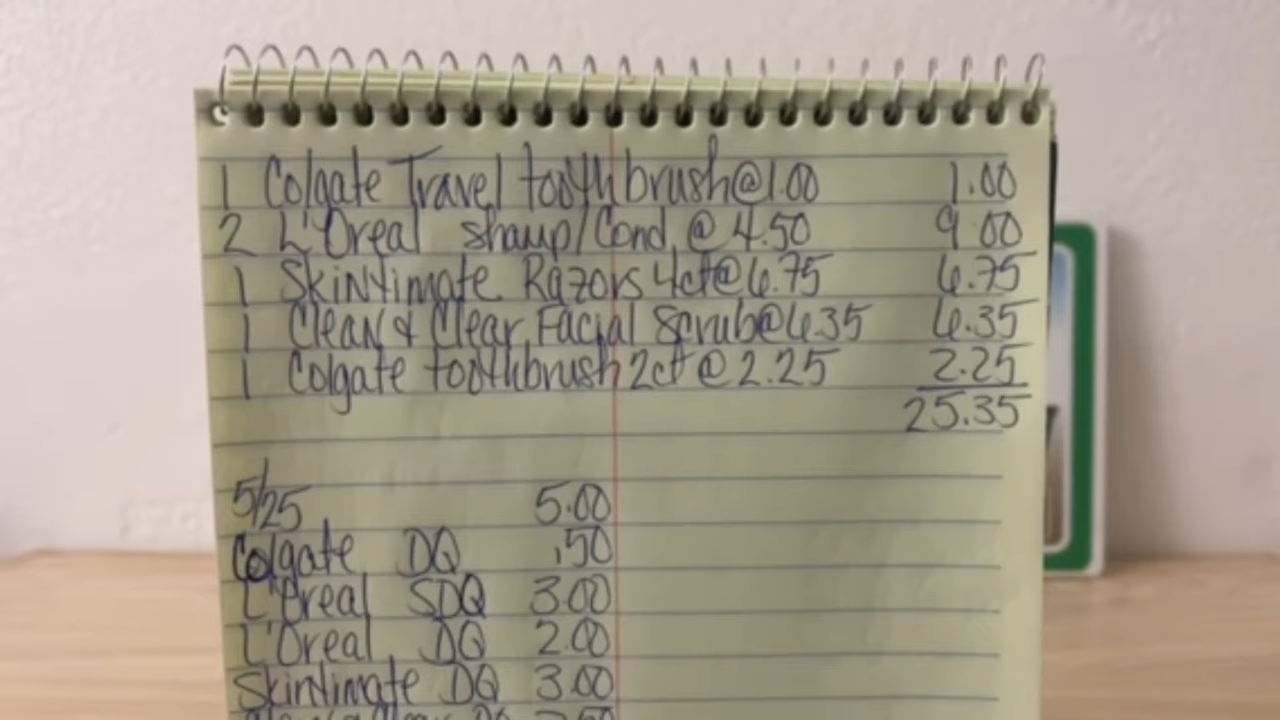 1 Colgate Travel toothbrush@1.00 1.00
2 L'Oreal shamp/Cond @ 4.50 9.00
1 Skintimate Razors 4ct@6.75 6.75
1 Clean & Clear Facial Scrub@6.35 6.35
1 Colgate toothbrush 2ct @ 2.25 2.25
25.35
5/25 5.00
Colgate DQ .50
L'Oreal SDQ 3.00
L'Oreal DQ 2.00
Skintimate DQ 3.00